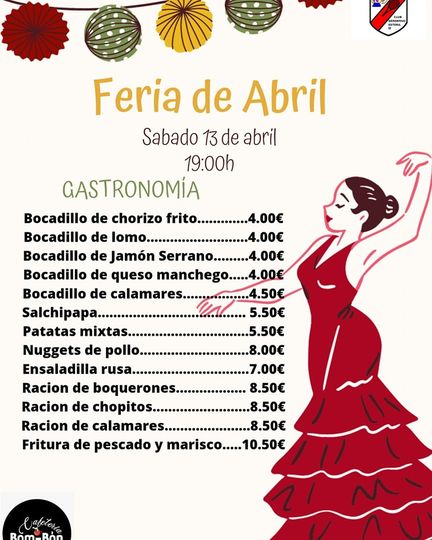 Feria de Abril
Sabado 13 de abril
19:00h
GASTRONOMÍA
Bocadillo de chorizo frito.............4.00€
Bocadillo de lomo...........................4.00€
Bocadillo de Jamón Serrano.........4.00€
Bocadillo de queso manchego.....4.00€
Bocadillo de calamares.................4.50€
Salchipapa....................................... 5.50€
Patatas mixtas...............................5.50€
Nuggets de pollo............................8.00€
Ensaladilla rusa..............................7.00€
Racion de boquerones................... 8.50€
Racion de chopitos.........................8.50€
Racion de calamares......................8.50€
Fritura de pescado y marisco.....10.50€
Cafetería
Bom-Bón